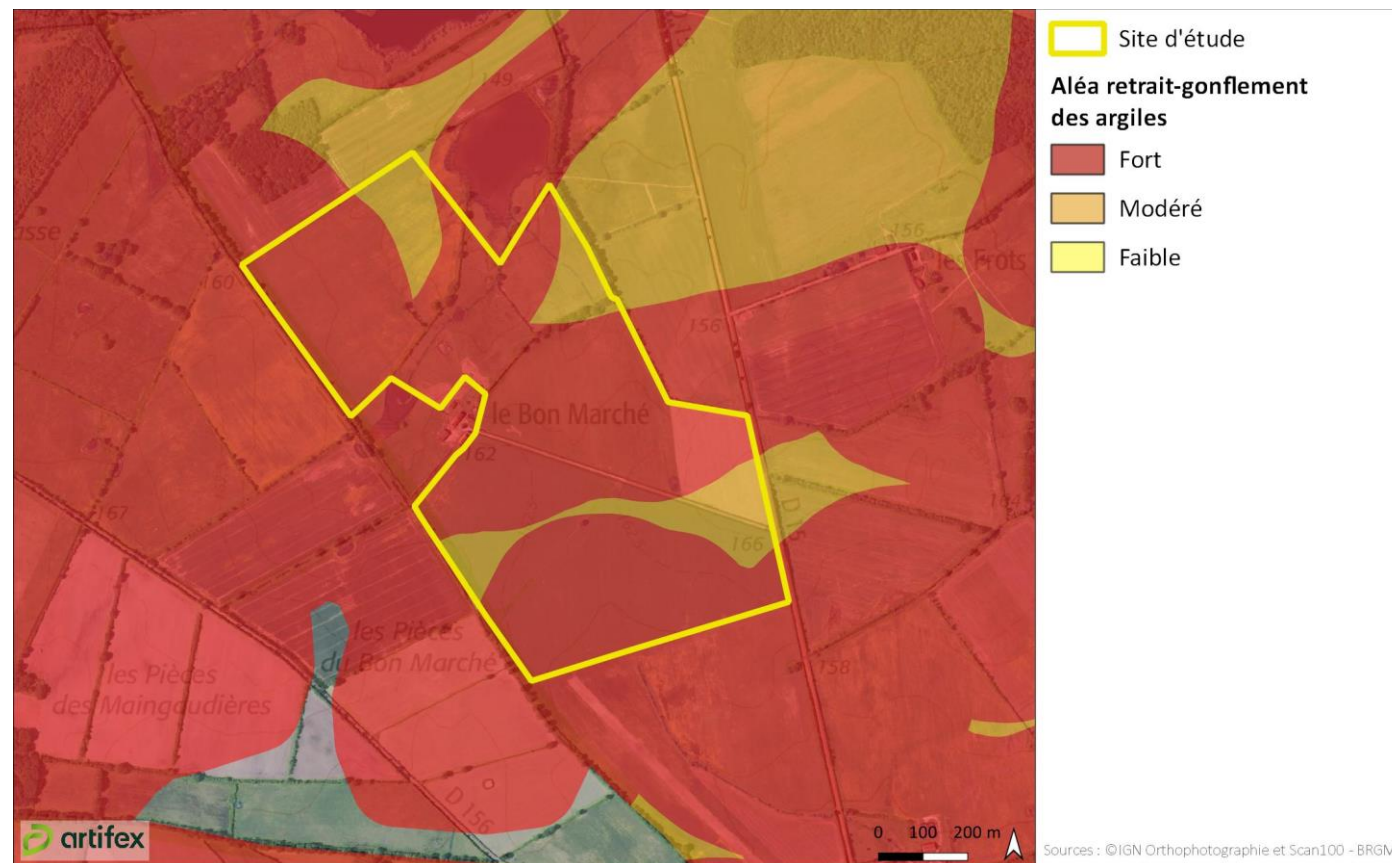 Site d'étude
Aléa retrait-gonflement
des argiles
Fort
Modéré
Faible
149
asse
160
156
les Frots
156
le Bon Marché
162
167
166
les Pièces
du Bon Marché
les Pièces
des Maingaudières
158
D 156
artifex
0 100 200 m
Sources : ©IGN Orthophotographie et Scan100 - BRGM